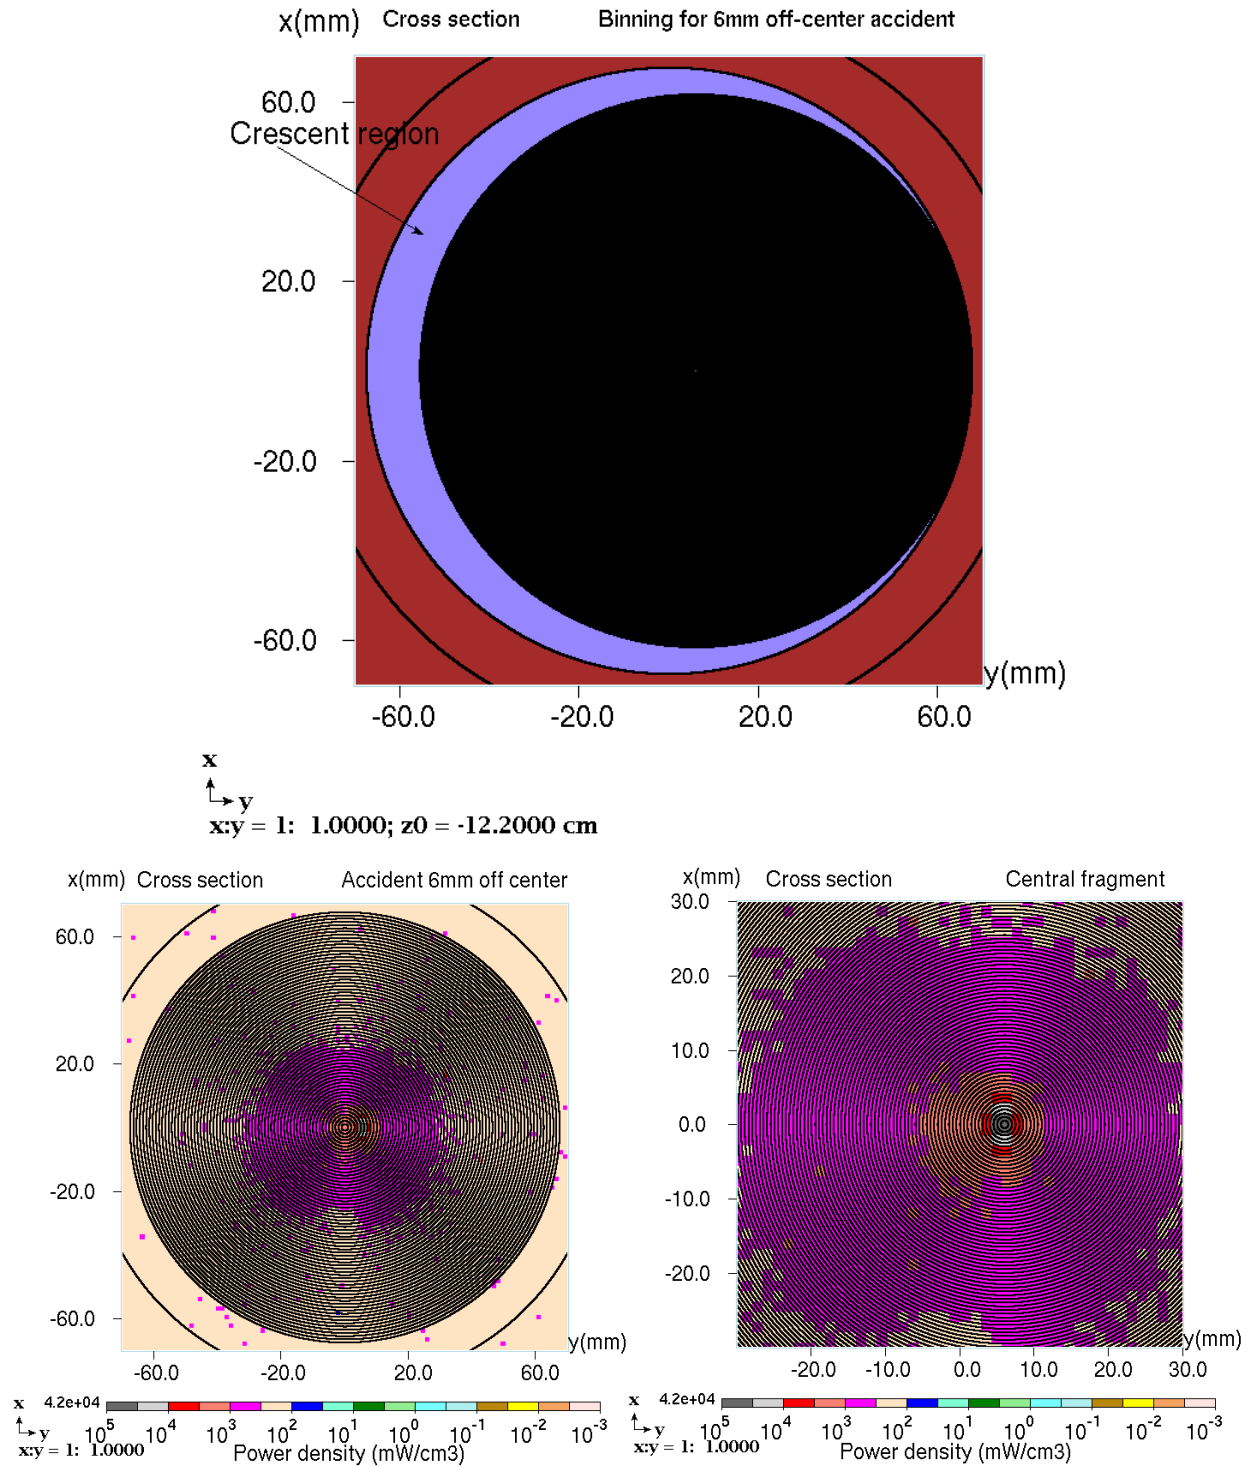 x(mm) Cross section Binning for 6mm off-center accident
60.0
Crescent region
20.0
-20.0
-60.0
y(mm)
-60.0 -20.0 20.0 60.0
x
y
x:y = 1: 1.0000; z0 = -12.2000 cm
x(mm) Cross section Accident 6mm off center
60.0
20.0
-20.0
-60.0
y(mm)
-60.0 -20.0 20.0 60.0
x
y
x:y = 1: 1.0000
4.2e+04
10^5 10^4 10^3 10^2 10^1 10^0 10^-1 10^-2 10^-3
Power density (mW/cm3)
x(mm) Cross section Central fragment
30.0
20.0
10.0
0.0
-10.0
-20.0
y(mm)
-20.0 -10.0 0.0 10.0 20.0 30.0
x
y
x:y = 1: 1.0000
4.2e+04
10^5 10^4 10^3 10^2 10^1 10^0 10^-1 10^-2 10^-3
Power density (mW/cm3)